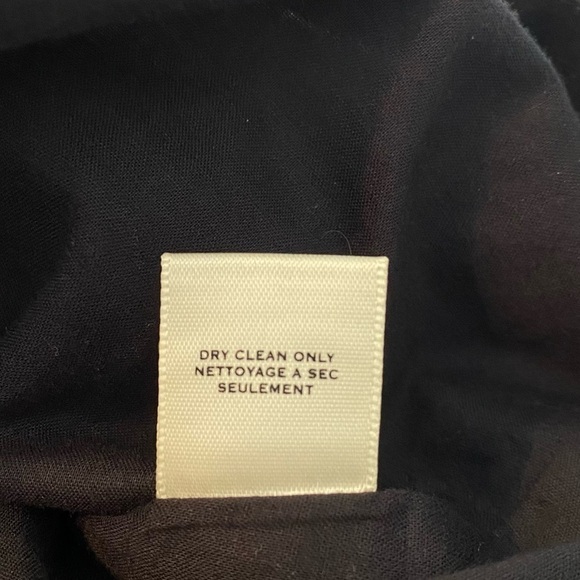 DRY CLEAN ONLY
NETTOYAGE A SEC
SEULEMENT